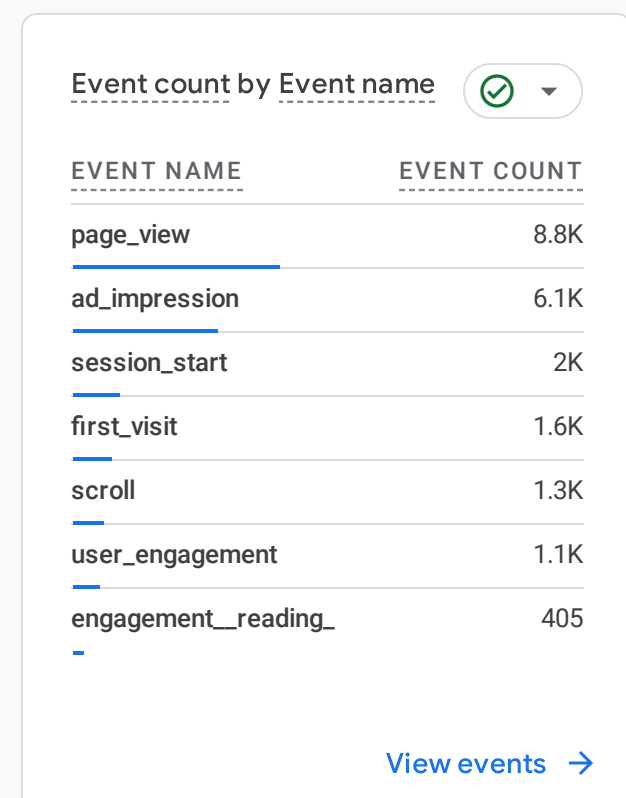 Event count by Event name
EVENT NAME EVENT COUNT
page_view 8.8K
ad_impression 6.1K
session_start 2K
first_visit 1.6K
scroll 1.3K
user_engagement 1.1K
engagement__reading_ 405
View events